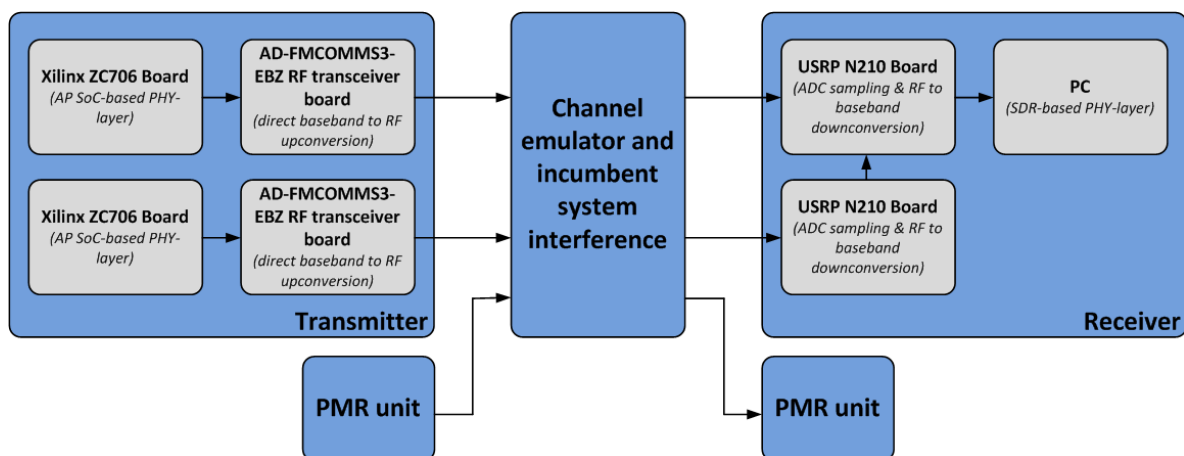 Xilinx ZC706 Board
(AP SoC-based PHY-
layer)
AD-FMCOMMS3-
EBZ RF transceiver
board
(direct baseband to RF
upconversion)
Xilinx ZC706 Board
(AP SoC-based PHY-
layer)
AD-FMCOMMS3-
EBZ RF transceiver
board
(direct baseband to RF
upconversion)
Transmitter
PMR unit
Channel
emulator and
incumbent
system
interference
USRP N210 Board
(ADC sampling & RF to
baseband
downconversion)
PC
(SDR-based PHY-layer)
USRP N210 Board
(ADC sampling & RF to
baseband
downconversion)
Receiver
PMR unit